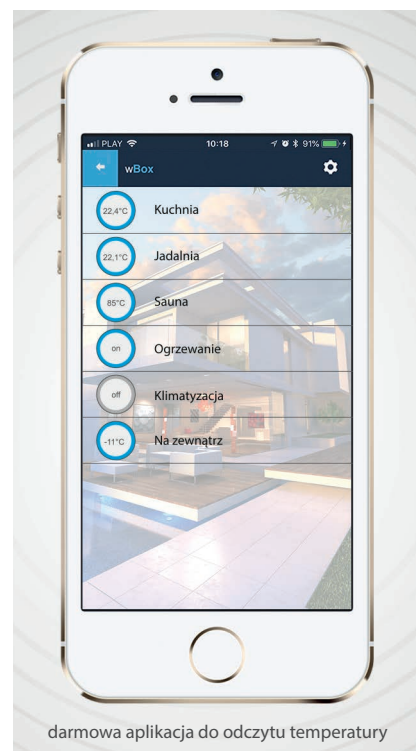 PLAY 10:18 91%
wBox
22,4°C Kuchnia
22,1°C Jadalnia
85°C Sauna
on Ogrzewanie
off Klimatyzacja
-11°C Na zewnątrz
darmowa aplikacja do odczytu temperatury